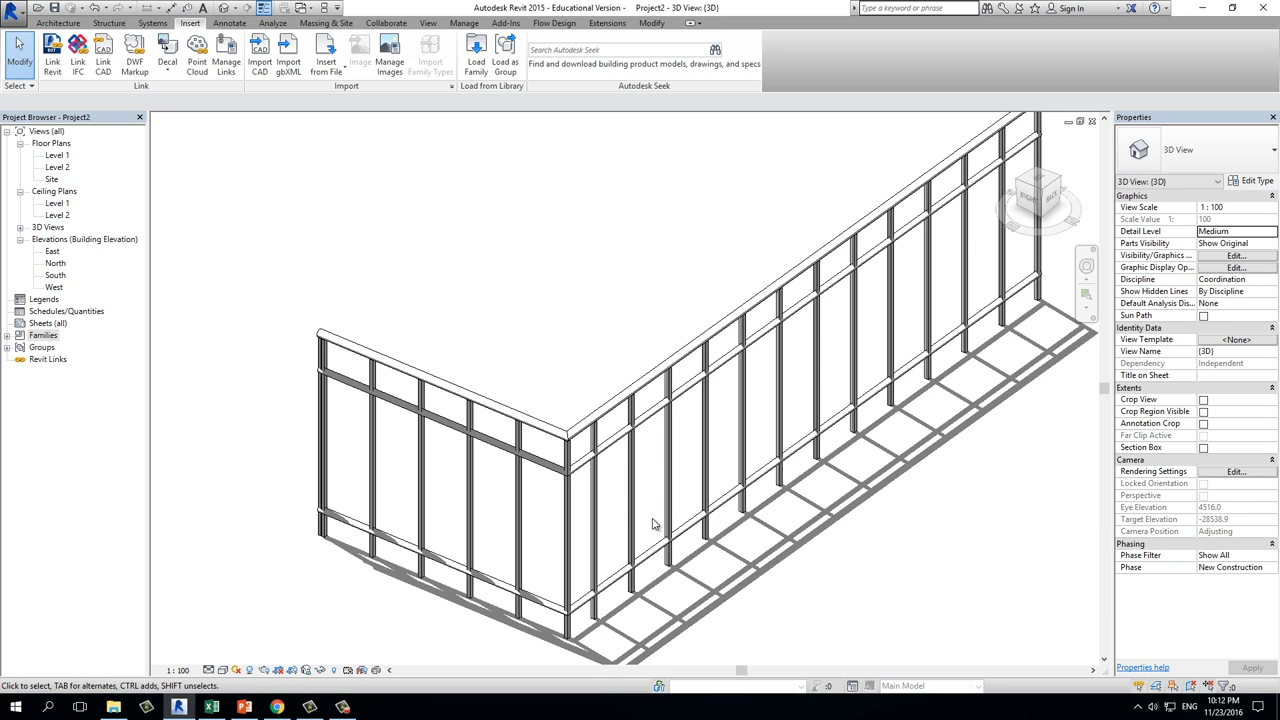 Autodesk Revit 2015 - Educational Version - Project2 - 3D View: {3D}
Type a keyword or phrase
Sign In
Architecture Structure Systems Insert Annotate Analyze Massing & Site Collaborate View Manage Add-Ins Flow Design Extensions Modify
Modify
Link Revit
Link IFC
Link CAD
DWF Markup
Decal
Point Cloud
Manage Links
Import CAD
Import gbXML
Insert from File
Image
Manage Images
Import Family Types
Load Family
Load as Group
Search Autodesk Seek
Find and download building product models, drawings, and specs
Select
Link
Import
Load from Library
Autodesk Seek
Project Browser - Project2
Views (all)
Floor Plans
Level 1
Level 2
Site
Ceiling Plans
Level 1
Level 2
3D Views
Elevations (Building Elevation)
East
North
South
West
Legends
Schedules/Quantities
Sheets (all)
Families
Groups
Revit Links
RIGHT
BACK
Properties
3D View
3D View: {3D}
Edit Type
Graphics
View Scale 1 : 100
Scale Value 1: 100
Detail Level Medium
Parts Visibility Show Original
Visibility/Graphics ... Edit...
Graphic Display Op... Edit...
Discipline Coordination
Show Hidden Lines By Discipline
Default Analysis Dis... None
Sun Path
Identity Data
View Template <None>
View Name {3D}
Dependency Independent
Title on Sheet
Extents
Crop View
Crop Region Visible
Annotation Crop
Far Clip Active
Section Box
Camera
Rendering Settings Edit...
Locked Orientation
Perspective
Eye Elevation 4516.0
Target Elevation -28538.9
Camera Position Adjusting
Phasing
Phase Filter Show All
Phase New Construction
Properties help
Apply
1 : 100
Click to select, TAB for alternates, CTRL adds, SHIFT unselects.
:0
Main Model
:0
ENG
10:12 PM
11/23/2016